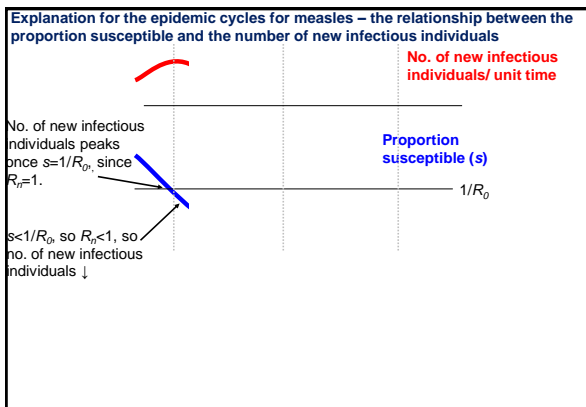 Explanation for the epidemic cycles for measles – the relationship between the
proportion susceptible and the number of new infectious individuals
No. of new infectious
individuals/ unit time
No. of new infectious
individuals peaks
once s=1/R0, since
Rn=1.
Proportion
susceptible (s)
1/R0
s<1/R0, so Rn<1, so
no. of new infectious
individuals ↓